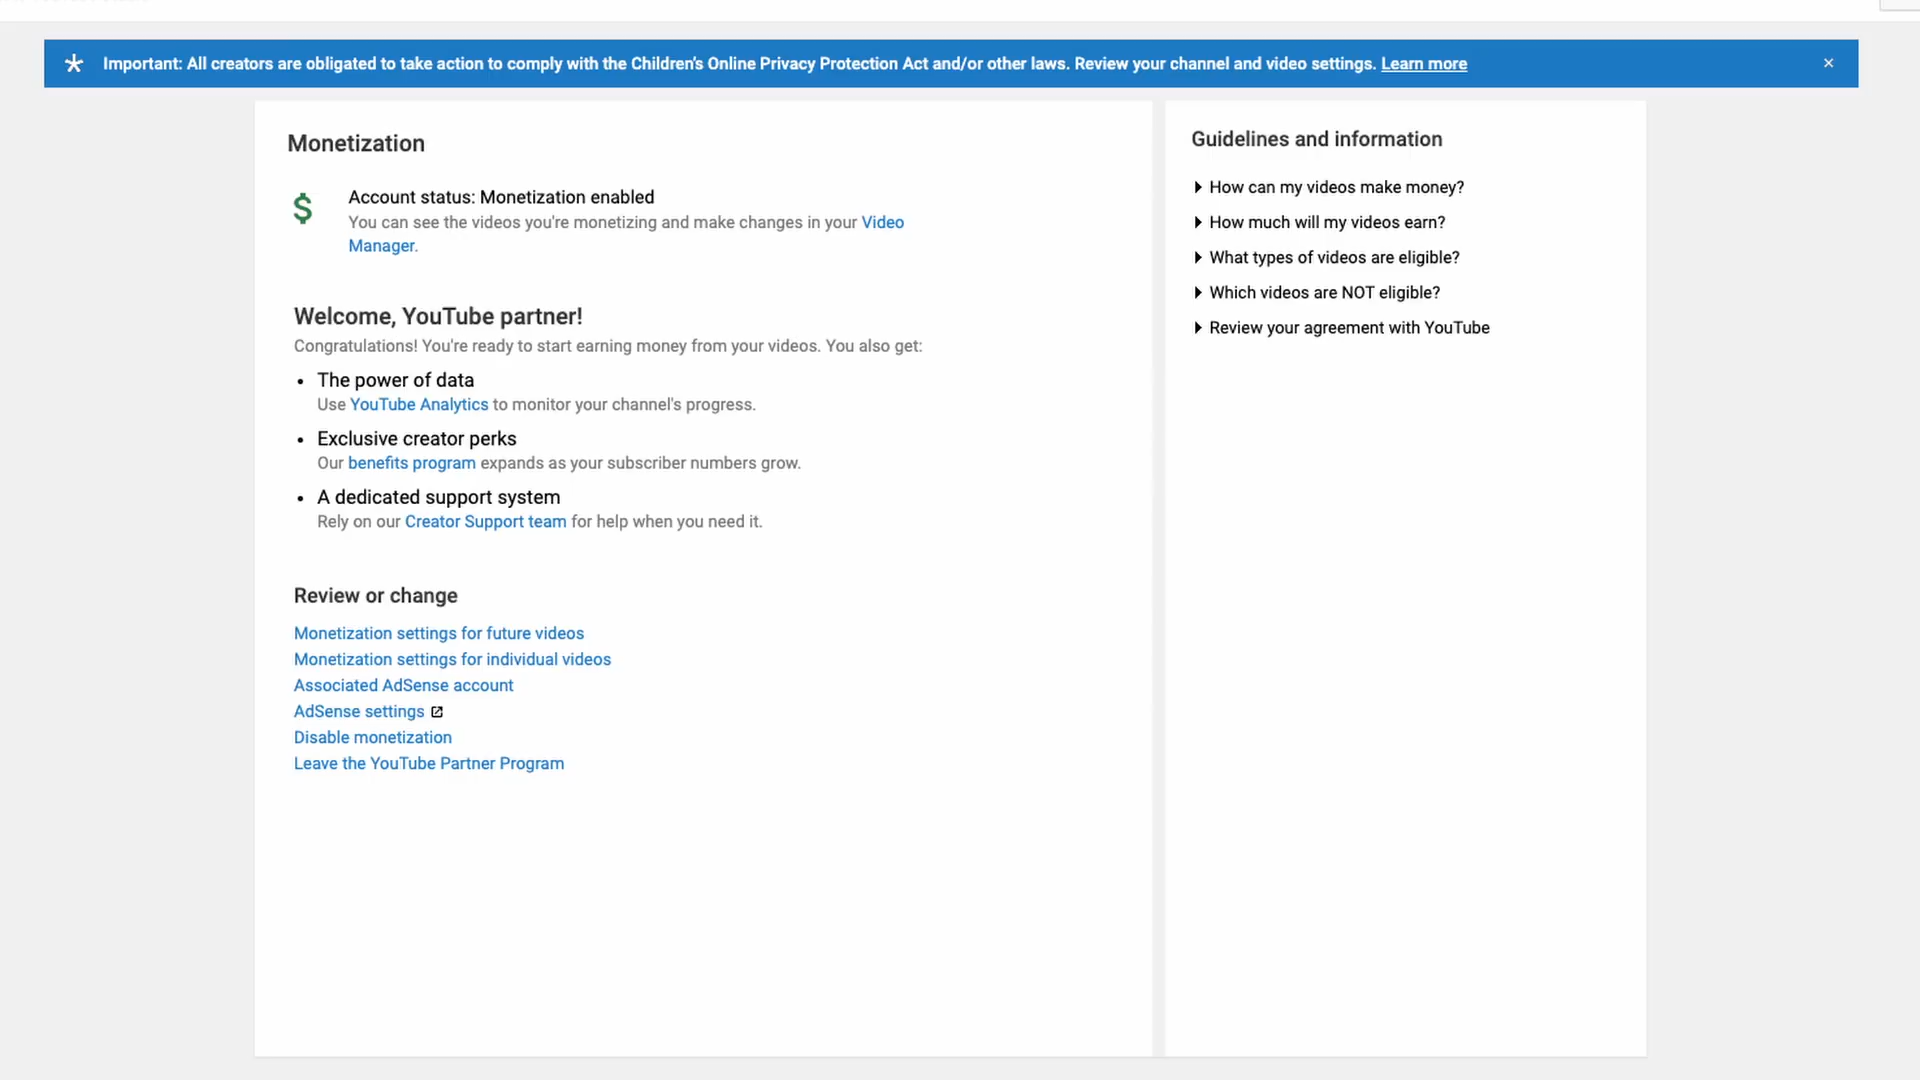 Important: All creators are obligated to take action to comply with the Children's Online Privacy Protection Act and/or other laws. Review your channel and video settings. Learn more
Monetization
Account status: Monetization enabled
You can see the videos you're monetizing and make changes in your Video
Manager.
Welcome, YouTube partner!
Congratulations! You're ready to start earning money from your videos. You also get:
The power of data
Use YouTube Analytics to monitor your channel's progress.
Exclusive creator perks
Our benefits program expands as your subscriber numbers grow.
A dedicated support system
Rely on our Creator Support team for help when you need it.
Review or change
Monetization settings for future videos
Monetization settings for individual videos
Associated AdSense account
AdSense settings
Disable monetization
Leave the YouTube Partner Program
Guidelines and information
How can my videos make money?
How much will my videos earn?
What types of videos are eligible?
Which videos are NOT eligible?
Review your agreement with YouTube